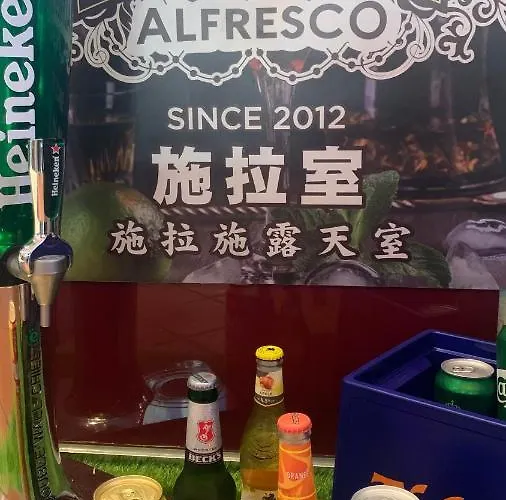 ALFRESCO
SINCE 2012
施拉室
施拉施露天室
Heineken
Heineken
BECK'S
ORANGE